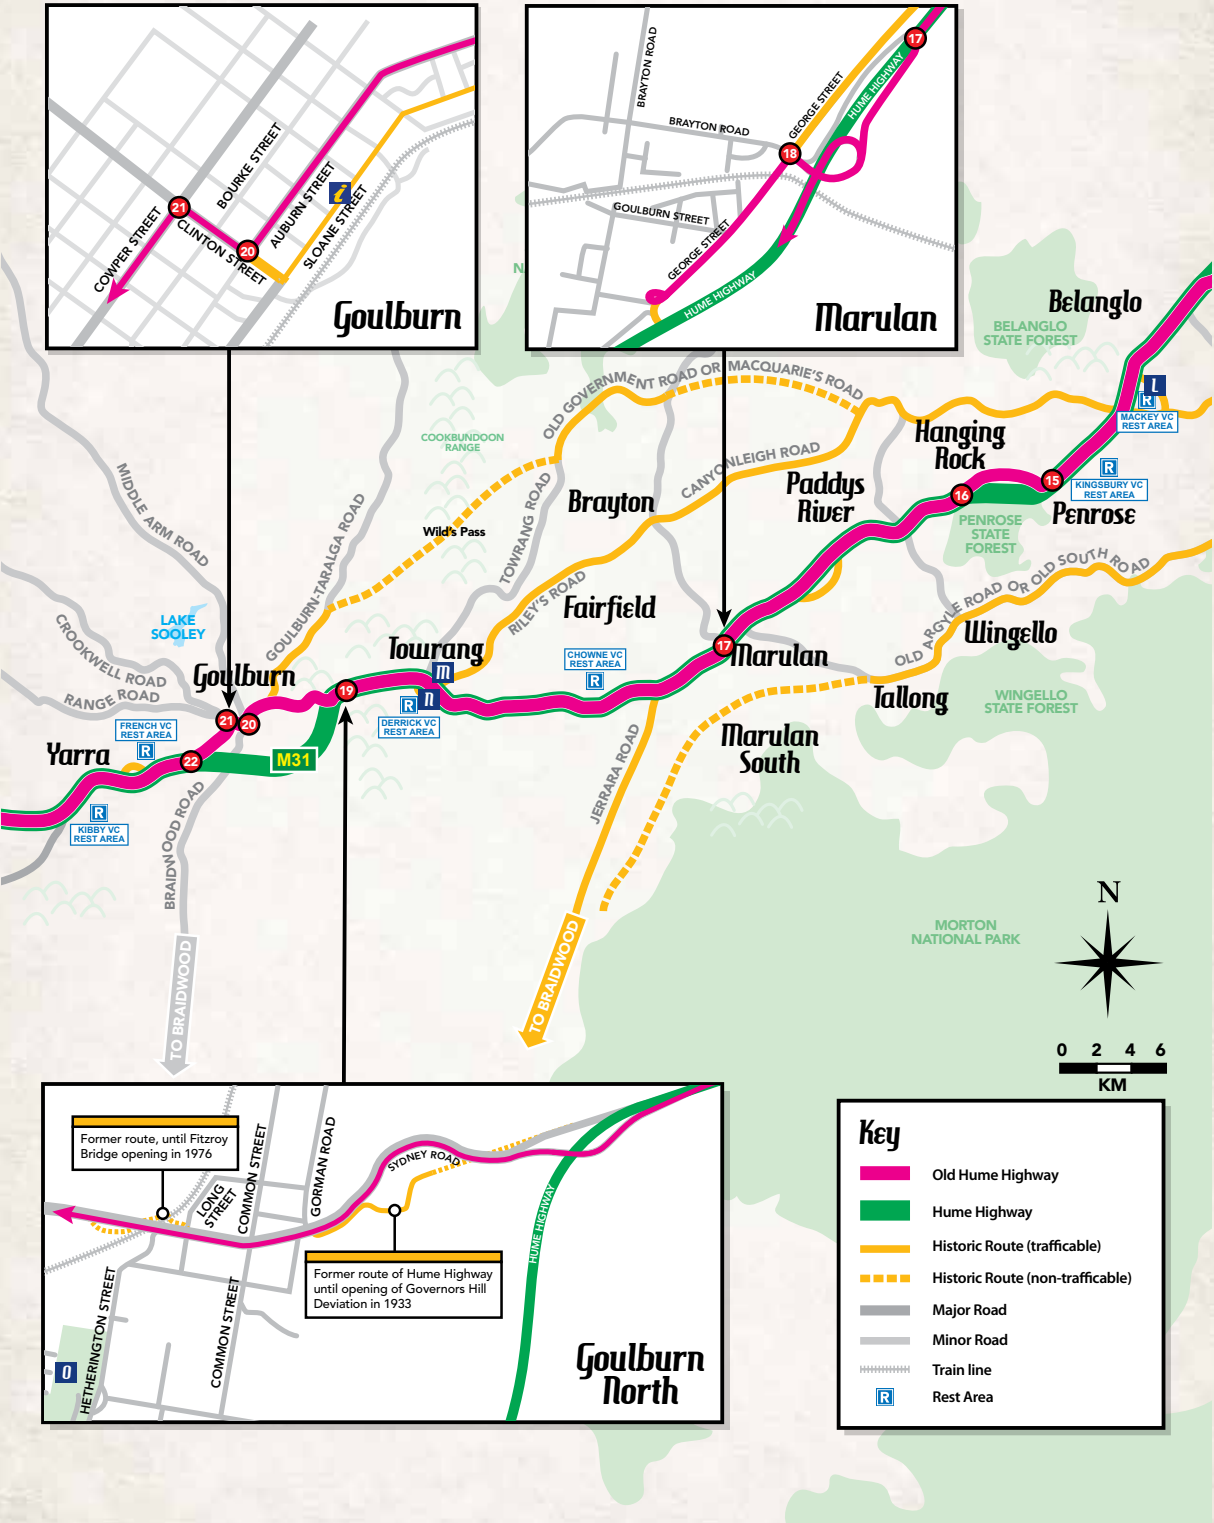 BOURKE STREET
AUBURN STREET
SLOANE STREET
COWPER STREET
CLINTON STREET
21
20
i
Goulburn
17
HUME HIGHWAY
GEORGE STREET
BRAYTON ROAD
BRAYTON ROAD
18
GOULBURN STREET
GEORGE STREET
HUME HIGHWAY
Marulan
Belanglo
BELANGLO
STATE FOREST
L
R
MACKEY VC
REST AREA
OLD GOVERNMENT ROAD OR MACQUARIE'S ROAD
COOKBUNDOON
RANGE
Hanging
Rock
CANYONLEIGH ROAD
R
KINGSBURY VC
REST AREA
15
16
Penrose
PENROSE
STATE
FOREST
Paddys
River
Brayton
MIDDLE ARM ROAD
GOULBURN-TARALGA ROAD
Wild's Pass
TOWRANG ROAD
RILEY'S ROAD
Fairfield
OLD ARGYLE ROAD OR OLD SOUTH ROAD
Wingello
LAKE
SOOLEY
CROOKWELL ROAD
RANGE ROAD
Goulburn
Towrang
M
n
CHOWNE VC
REST AREA
R
17
Marulan
Tallong
WINGELLO
STATE FOREST
19
R
DERRICK VC
REST AREA
21
20
FRENCH VC
REST AREA
R
Yarra
22
M31
Marulan
South
JERRARA ROAD
R
KIBBY VC
REST AREA
BRAIDWOOD ROAD
TO BRAIDWOOD
TO BRAIDWOOD
MORTON
NATIONAL PARK
N
0 2 4 6
KM
Former route, until Fitzroy
Bridge opening in 1976
LONG
STREET
COMMON STREET
GORMAN ROAD
SYDNEY ROAD
HUME HIGHWAY
Former route of Hume Highway
until opening of Governors Hill
Deviation in 1933
HETHERINGTON STREET
COMMON STREET
O
Goulburn
North
Key
Old Hume Highway
Hume Highway
Historic Route (trafficable)
Historic Route (non-trafficable)
Major Road
Minor Road
Train line
R Rest Area